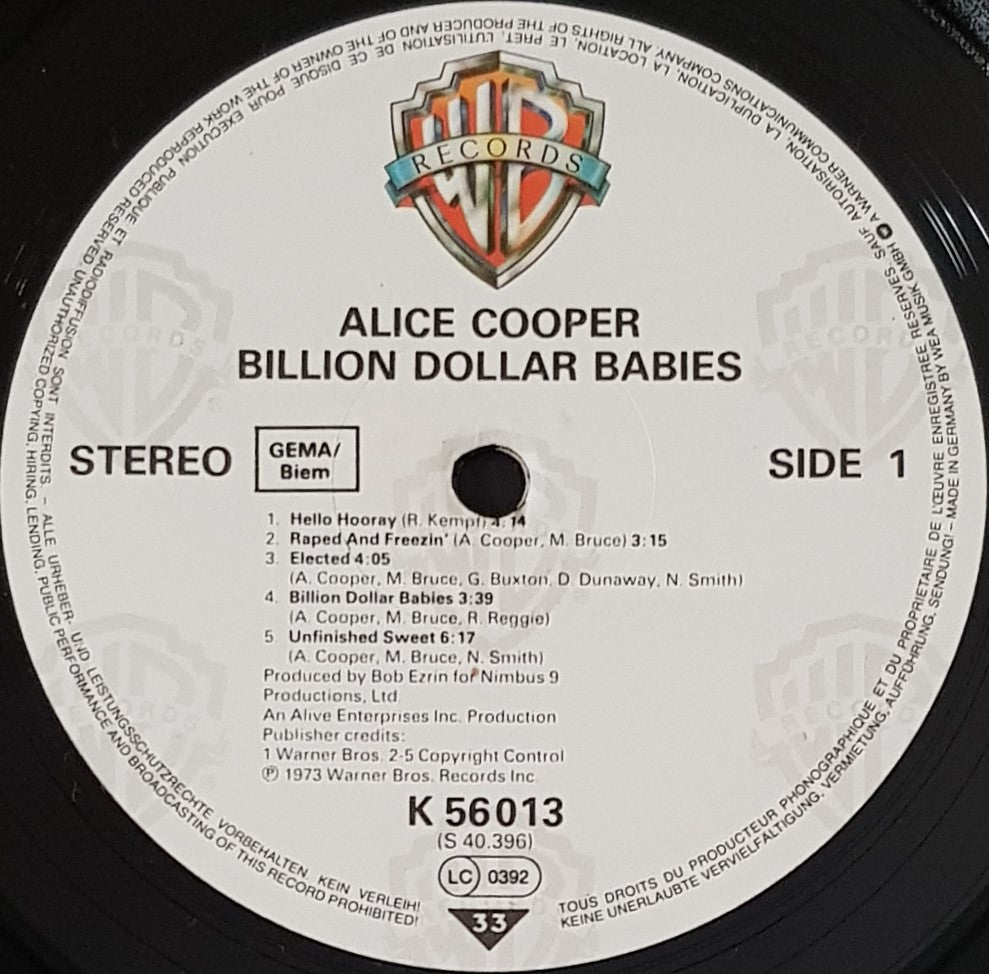 WB
RECORDS
ALICE COOPER
BILLION DOLLAR BABIES
STEREO
GEMA/
Biem
SIDE 1
1. Hello Hooray (R. Kempf) 4:14
2. Raped And Freezin' (A. Cooper, M. Bruce) 3:15
3. Elected 4:05
(A. Cooper, M. Bruce, G. Buxton, D. Dunaway, N. Smith)
4. Billion Dollar Babies 3:39
(A. Cooper, M. Bruce, R. Reggie)
5. Unfinished Sweet 6:17
(A. Cooper, M. Bruce, N. Smith)
Produced by Bob Ezrin for Nimbus 9
Productions, Ltd.
An Alive Enterprises Inc. Production
Publisher credits:
1 Warner Bros. 2-5 Copyright Control
℗ 1973 Warner Bros. Records Inc.
K 56013
(S 40.396)
LC 0392
33
TOUS DROITS DU PRODUCTEUR PHONOGRAPHIQUE ET DU PROPRIETAIRE DE L'ŒUVRE ENREGISTREE RESERVES. SAUF AUTORISATION, LA DUPLICATION, LA LOCATION, LE PRET, L'UTILISATION DE CE DISQUE POUR EXECUTION PUBLIQUE ET RADIODIFFUSION SONT INTERDITS. – ALLE URHEBER- UND LEISTUNGSSCHUTZRECHTE VORBEHALTEN. KEIN VERLEIH!
KEINE UNERLAUBTE VERVIELFÄLTIGUNG, VERMIETUNG, AUFFÜHRUNG, SENDUNG! – MADE IN GERMANY BY WEA MUSIK GMBH A WARNER COMMUNICATIONS COMPANY ALL RIGHTS OF THE PRODUCER AND OF THE OWNER OF THE WORK REPRODUCED RESERVED. UNAUTHORIZED COPYING, HIRING, LENDING, PUBLIC PERFORMANCE AND BROADCASTING OF THIS RECORD PROHIBITED!